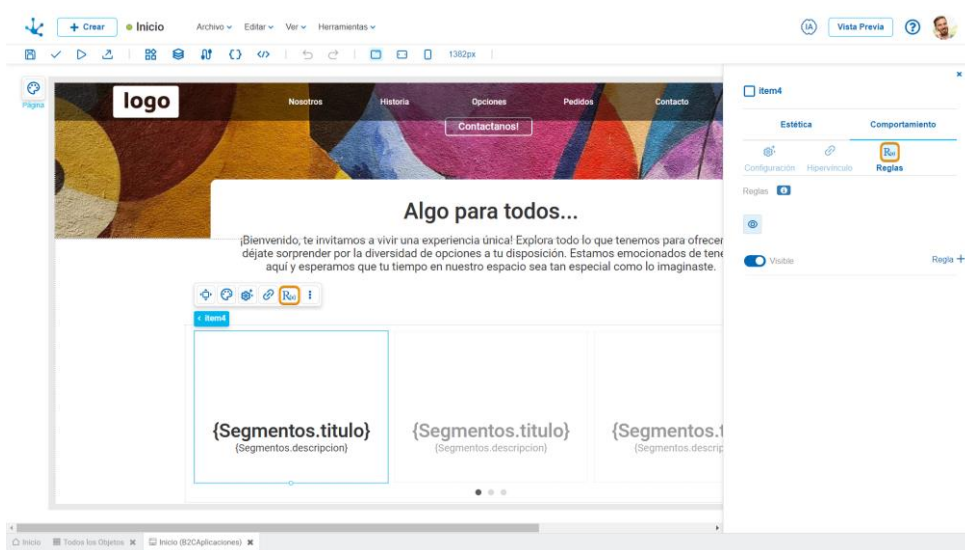 + Crear
Inicio
Archivo
Editar
Ver
Herramientas
IA
Vista Previa
?
1382px
Página
logo
Nosotros
Historia
Opciones
Pedidos
Contacto
Contactanos!
Algo para todos...
¡Bienvenido, te invitamos a vivir una experiencia única! Explora todo lo que tenemos para ofrecer
déjate sorprender por la diversidad de opciones a tu disposición. Estamos emocionados de tene
aquí y esperamos que tu tiempo en nuestro espacio sea tan especial como lo imaginaste.
R(x)
< item4
{Segmentos.titulo}
{Segmentos.descripcion}
{Segmentos.titulo}
{Segmentos.descripcion}
{Segmentos.t
{Segmentos.descrip
item4
Estética
Comportamiento
Configuración
Hipervínculo
R(x)
Reglas
Reglas
Visible
Regla +
Inicio
Todos los Objetos
Inicio (B2CAplicaciones)